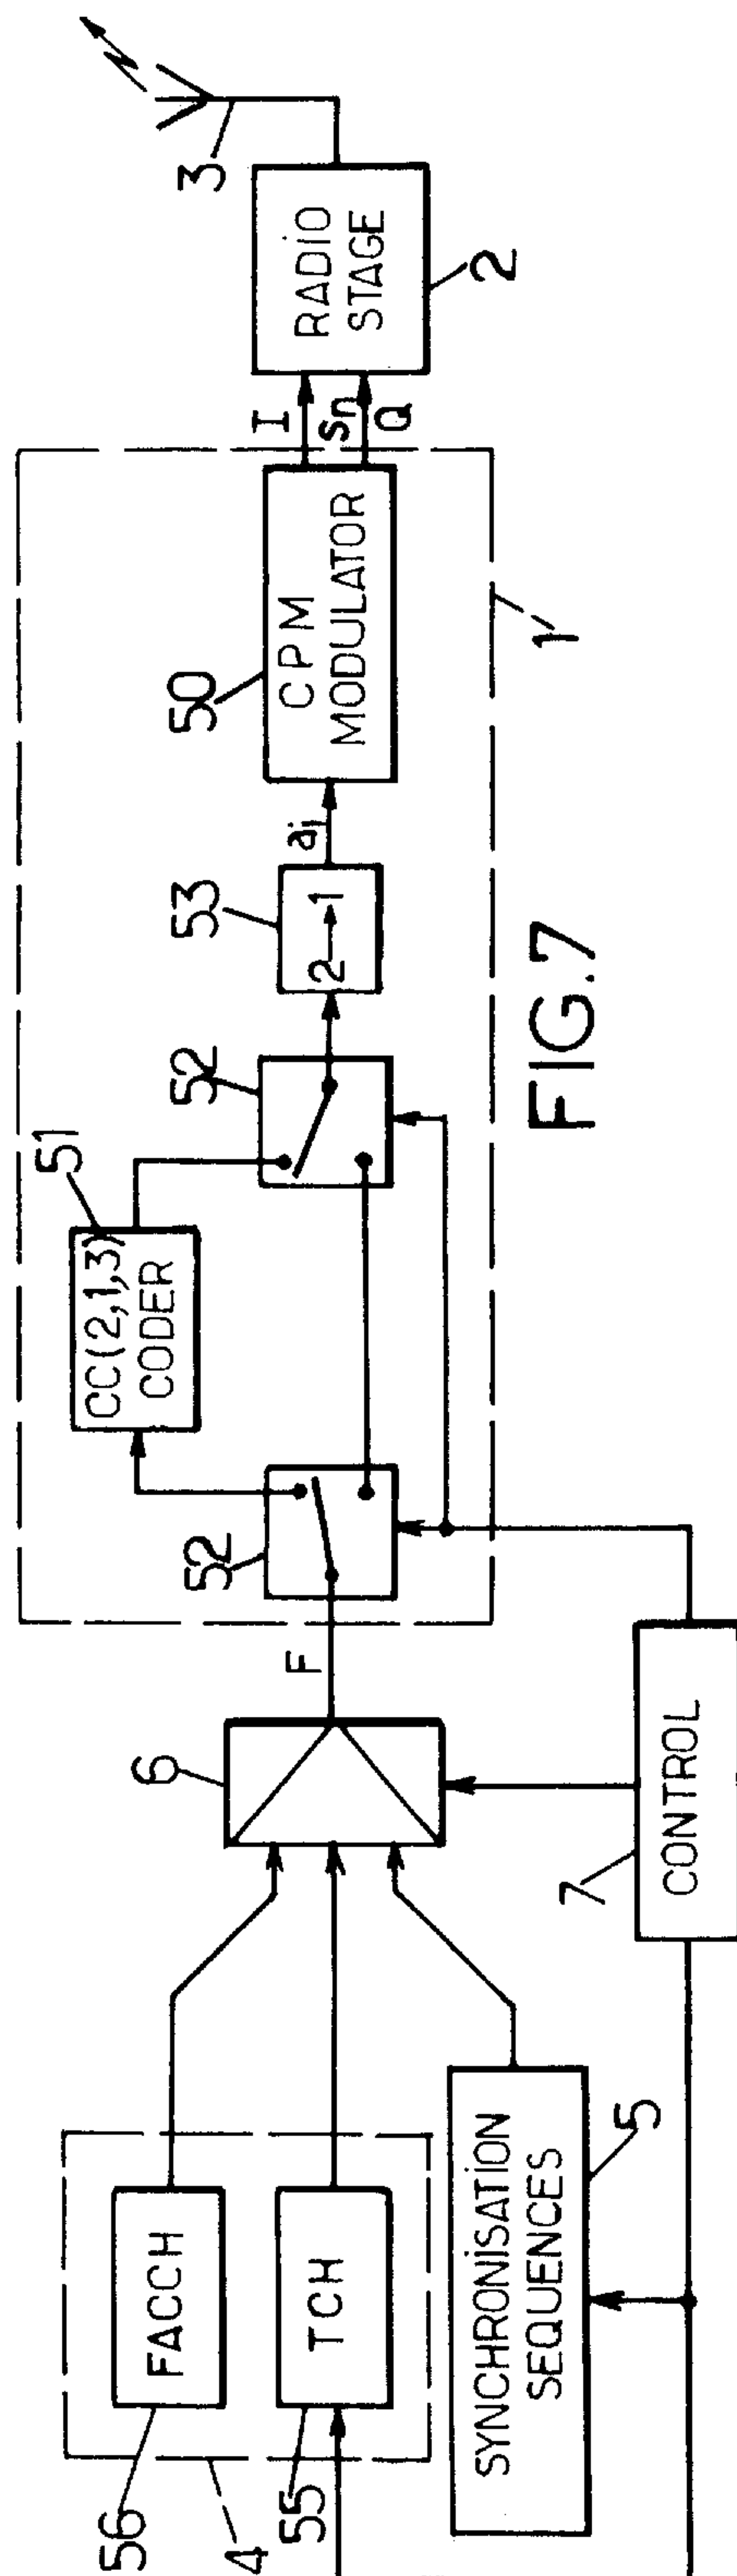 56
FACCH
4
55
TCH
SYNCHRONISATION
SEQUENCES
5
6
7
CONTROL
F
52
51
CC(2,1,3)
CODER
52
53
2→1
ai
50
CPM
MODULATOR
1'
I
Sn
Q
RADIO
STAGE
2
3
FIG.7